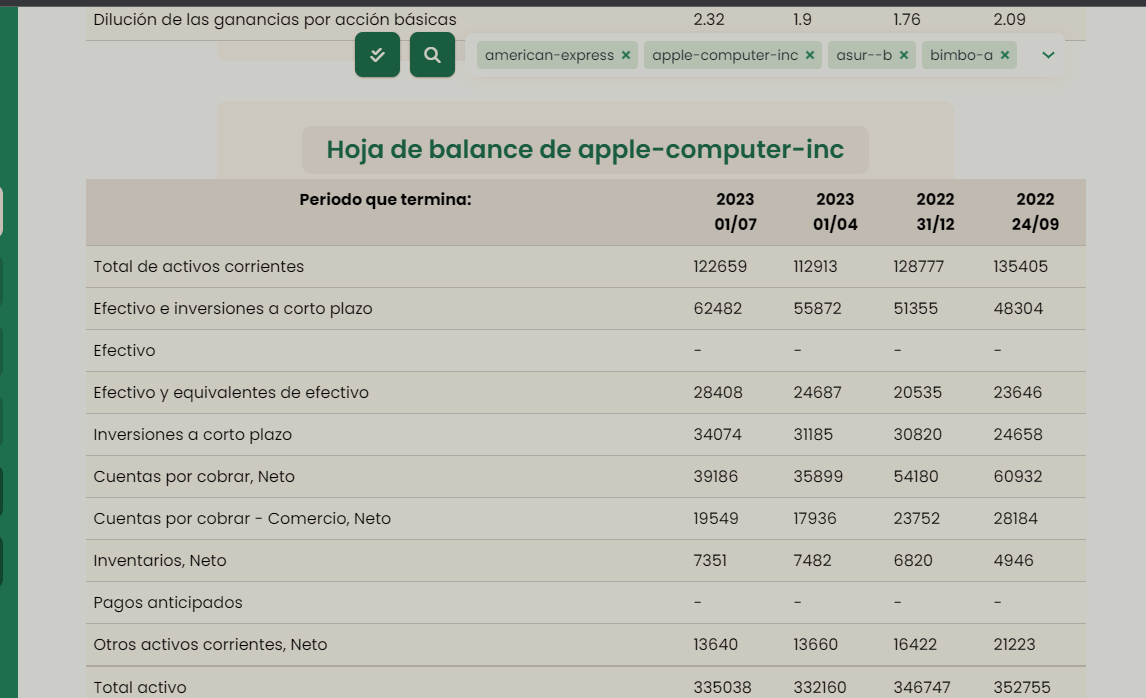 Dilución de las ganancias por acción básicas 2.32 1.9 1.76 2.09
american-express × apple-computer-inc × asur--b × bimbo-a ×
Hoja de balance de apple-computer-inc
Periodo que termina: 2023 2023 2022 2022
01/07 01/04 31/12 24/09
Total de activos corrientes 122659 112913 128777 135405
Efectivo e inversiones a corto plazo 62482 55872 51355 48304
Efectivo - - - -
Efectivo y equivalentes de efectivo 28408 24687 20535 23646
Inversiones a corto plazo 34074 31185 30820 24658
Cuentas por cobrar, Neto 39186 35899 54180 60932
Cuentas por cobrar - Comercio, Neto 19549 17936 23752 28184
Inventarios, Neto 7351 7482 6820 4946
Pagos anticipados - - - -
Otros activos corrientes, Neto 13640 13660 16422 21223
Total activo 335038 332160 346747 352755